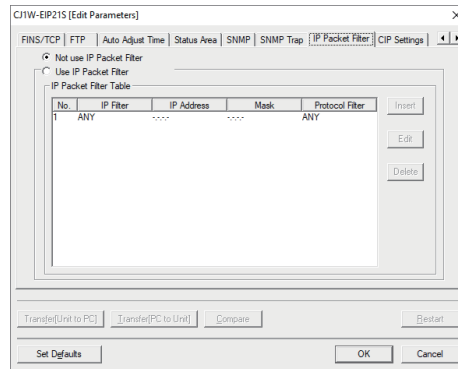 CJ1W-EIP21S [Edit Parameters]
FINS/TCP FTP Auto Adjust Time Status Area SNMP SNMP Trap IP Packet Filter CIP Settings
Not use IP Packet Filter
Use IP Packet Filter
IP Packet Filter Table
No. IP Filter IP Address Mask Protocol Filter
1 ANY -.-.-.- -.-.-.- ANY
Insert
Edit
Delete
Transfer[Unit to PC] Transfer[PC to Unit] Compare Restart
Set Defaults OK Cancel